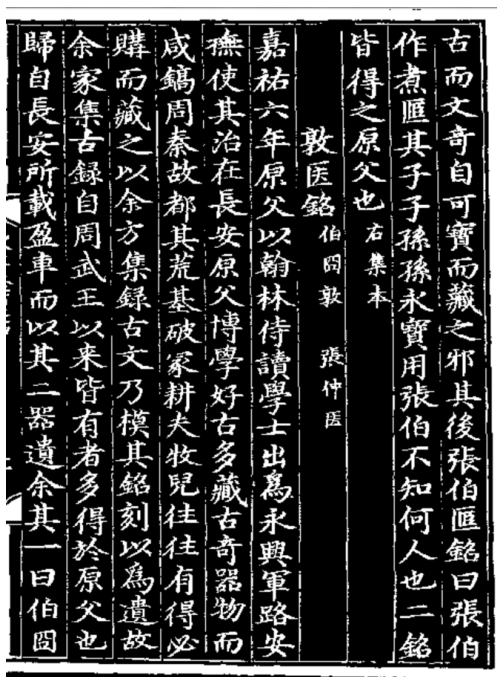 古而文奇自可寶而藏之邪其後張伯匜銘曰張伯
作煮匜其子子孫孫永寶用張伯不知何人也二銘
皆得之原父也 右集本
敦医銘 伯冏敦 張仲医
嘉祐六年原父以翰林侍讀學士出為永興軍路安
撫使其治在長安原父博學好古多藏古奇器物而
咸鎬周秦故都其荒基破冢耕夫牧兒往往有得必
購而藏之以余方集録古文乃模其銘刻以為遺故
余家集古録自周武王以来皆有者多得於原父也
歸自長安所載盈車而以其二器遺余其一曰伯冏